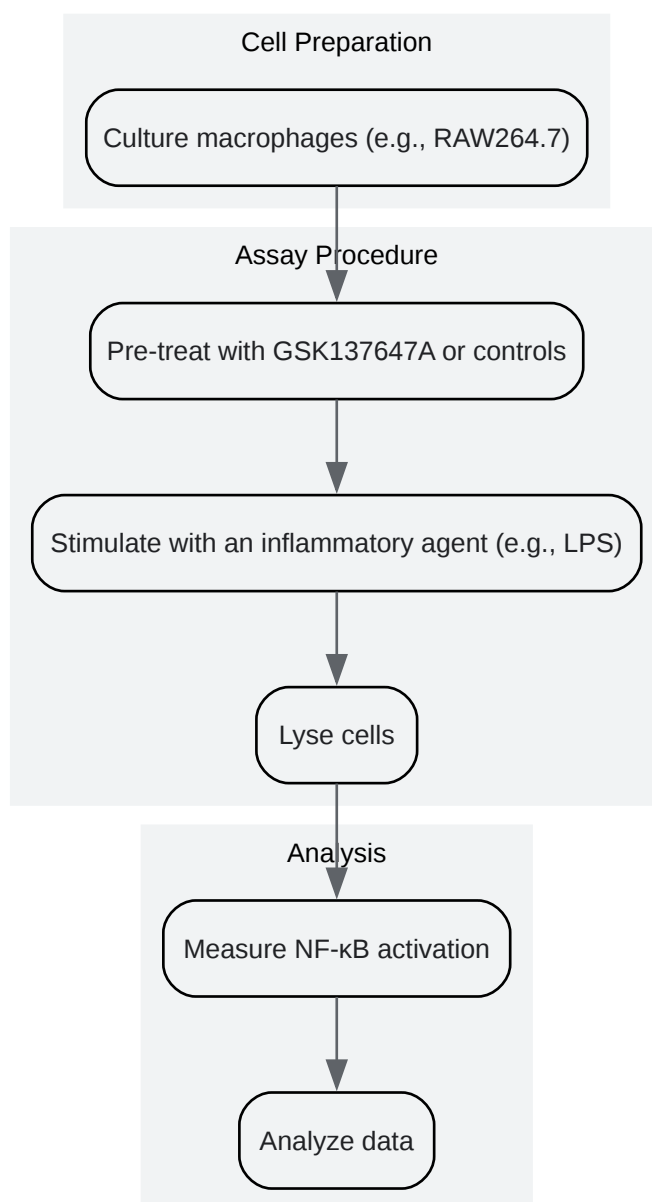 Cell Preparation
Culture macrophages (e.g., RAW264.7)
Assay Procedure
Pre-treat with GSK137647A or controls
Stimulate with an inflammatory agent (e.g., LPS)
Lyse cells
Analysis
Measure NF-κB activation
Analyze data